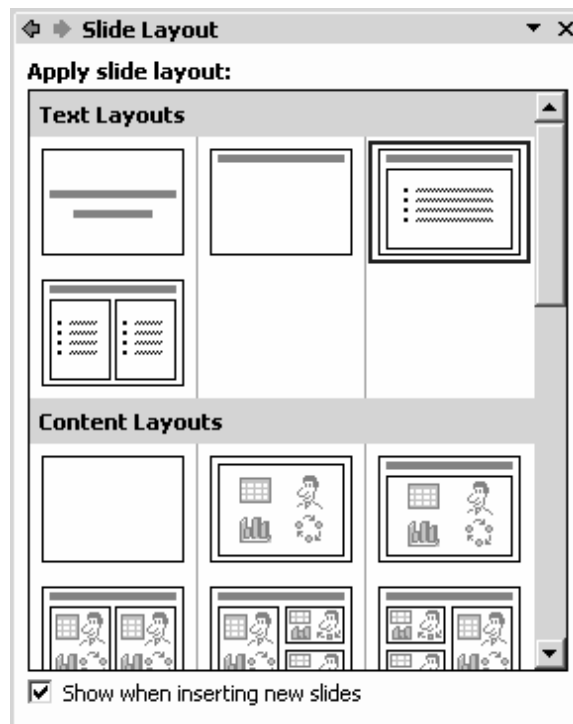 Slide Layout
Apply slide layout:
Text Layouts
Content Layouts
Show when inserting new slides